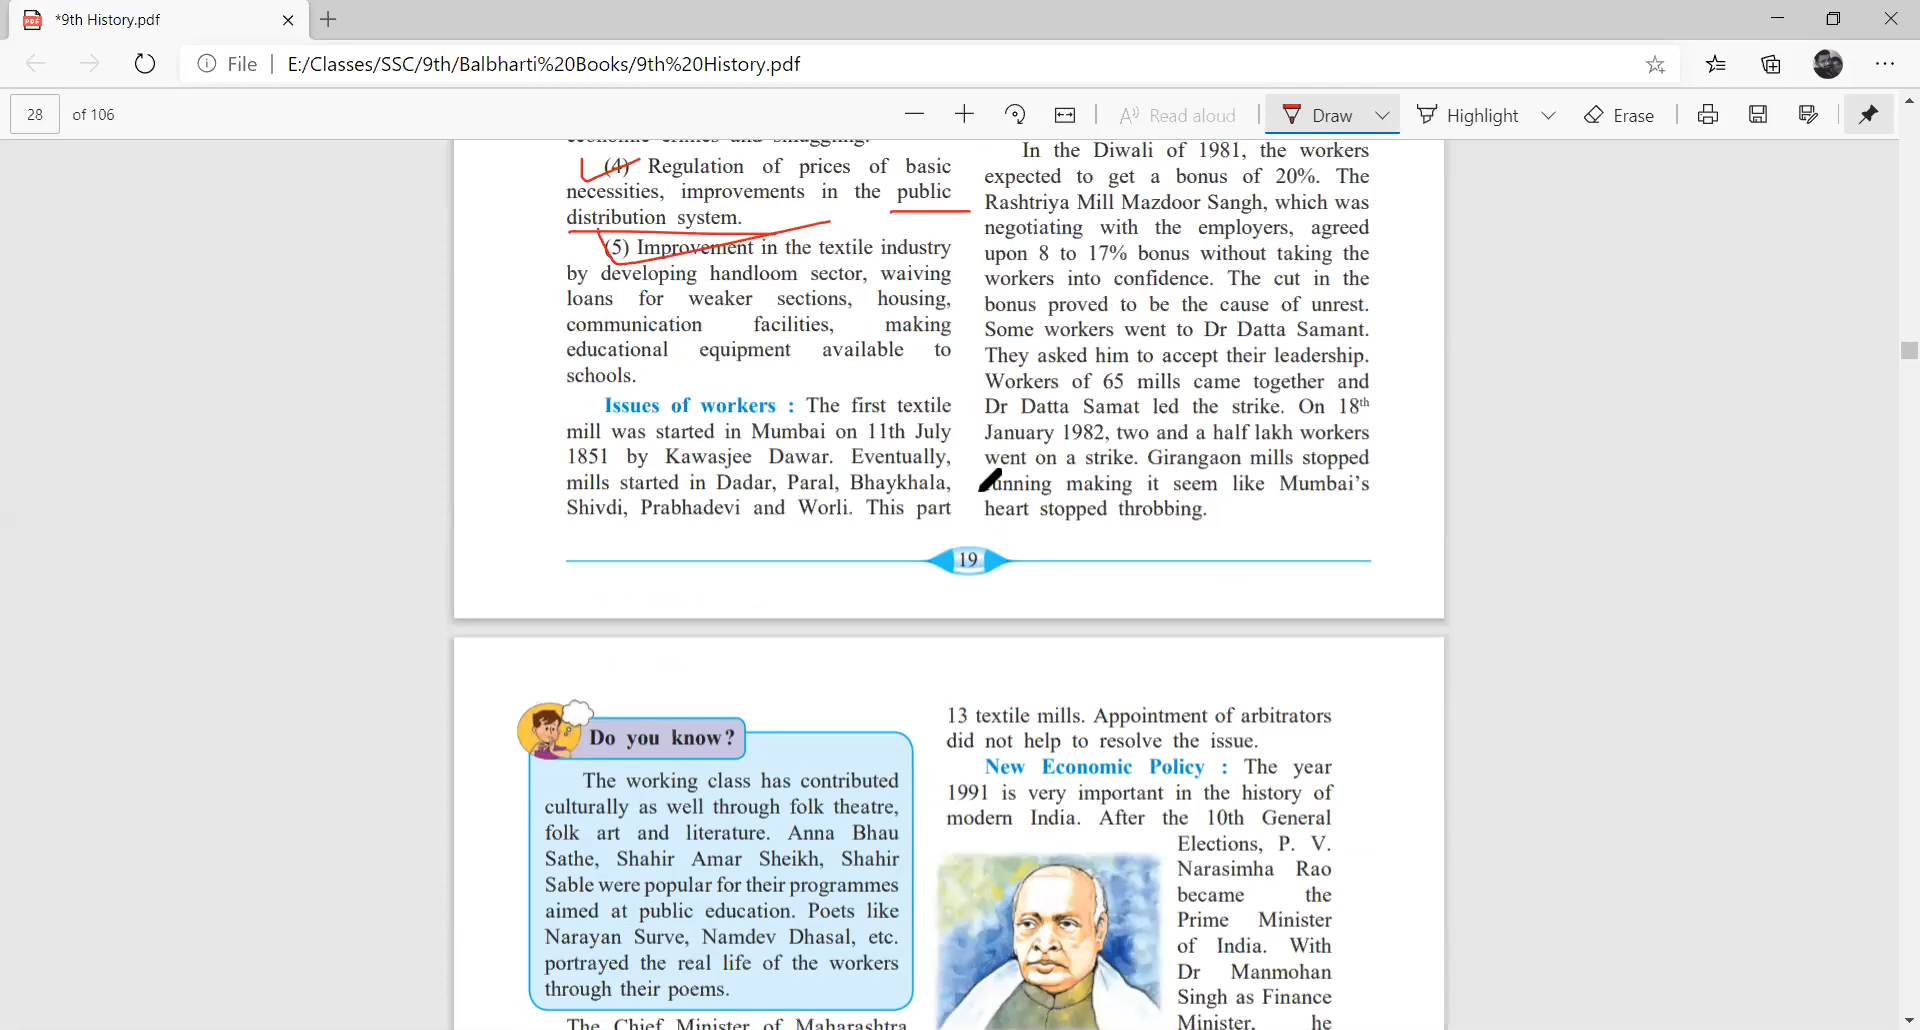 *9th History.pdf
File | E:/Classes/SSC/9th/Balbharti%20Books/9th%20History.pdf
28 of 106
Read aloud Draw Highlight Erase
(4) Regulation of prices of basic
necessities, improvements in the public
distribution system.
(5) Improvement in the textile industry
by developing handloom sector, waiving
loans for weaker sections, housing,
communication facilities, making
educational equipment available to
schools.
Issues of workers : The first textile
mill was started in Mumbai on 11th July
1851 by Kawasjee Dawar. Eventually,
mills started in Dadar, Paral, Bhaykhala,
Shivdi, Prabhadevi and Worli. This part
In the Diwali of 1981, the workers
expected to get a bonus of 20%. The
Rashtriya Mill Mazdoor Sangh, which was
negotiating with the employers, agreed
upon 8 to 17% bonus without taking the
workers into confidence. The cut in the
bonus proved to be the cause of unrest.
Some workers went to Dr Datta Samant.
They asked him to accept their leadership.
Workers of 65 mills came together and
Dr Datta Samat led the strike. On 18th
January 1982, two and a half lakh workers
went on a strike. Girangaon mills stopped
running making it seem like Mumbai's
heart stopped throbbing.
19
Do you know?
The working class has contributed
culturally as well through folk theatre,
folk art and literature. Anna Bhau
Sathe, Shahir Amar Sheikh, Shahir
Sable were popular for their programmes
aimed at public education. Poets like
Narayan Surve, Namdev Dhasal, etc.
portrayed the real life of the workers
through their poems.
The Chief Minister of Maharashtra
13 textile mills. Appointment of arbitrators
did not help to resolve the issue.
New Economic Policy : The year
1991 is very important in the history of
modern India. After the 10th General
Elections, P. V.
Narasimha Rao
became the
Prime Minister
of India. With
Dr Manmohan
Singh as Finance
Minister, he